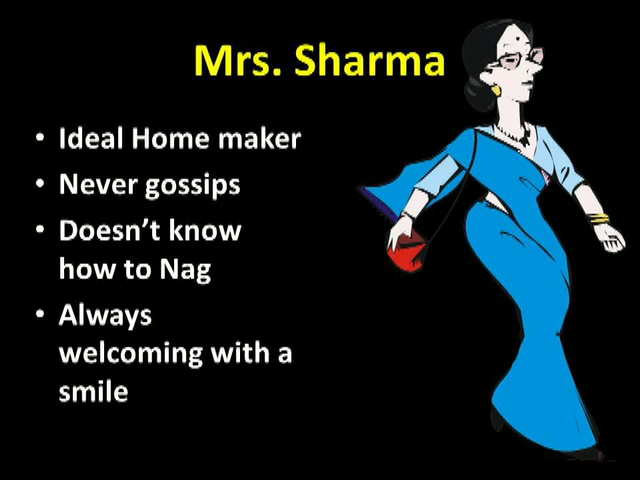 Mrs. Sharma
• Ideal Home maker
• Never gossips
• Doesn’t know
how to Nag
• Always
welcoming with a
smile